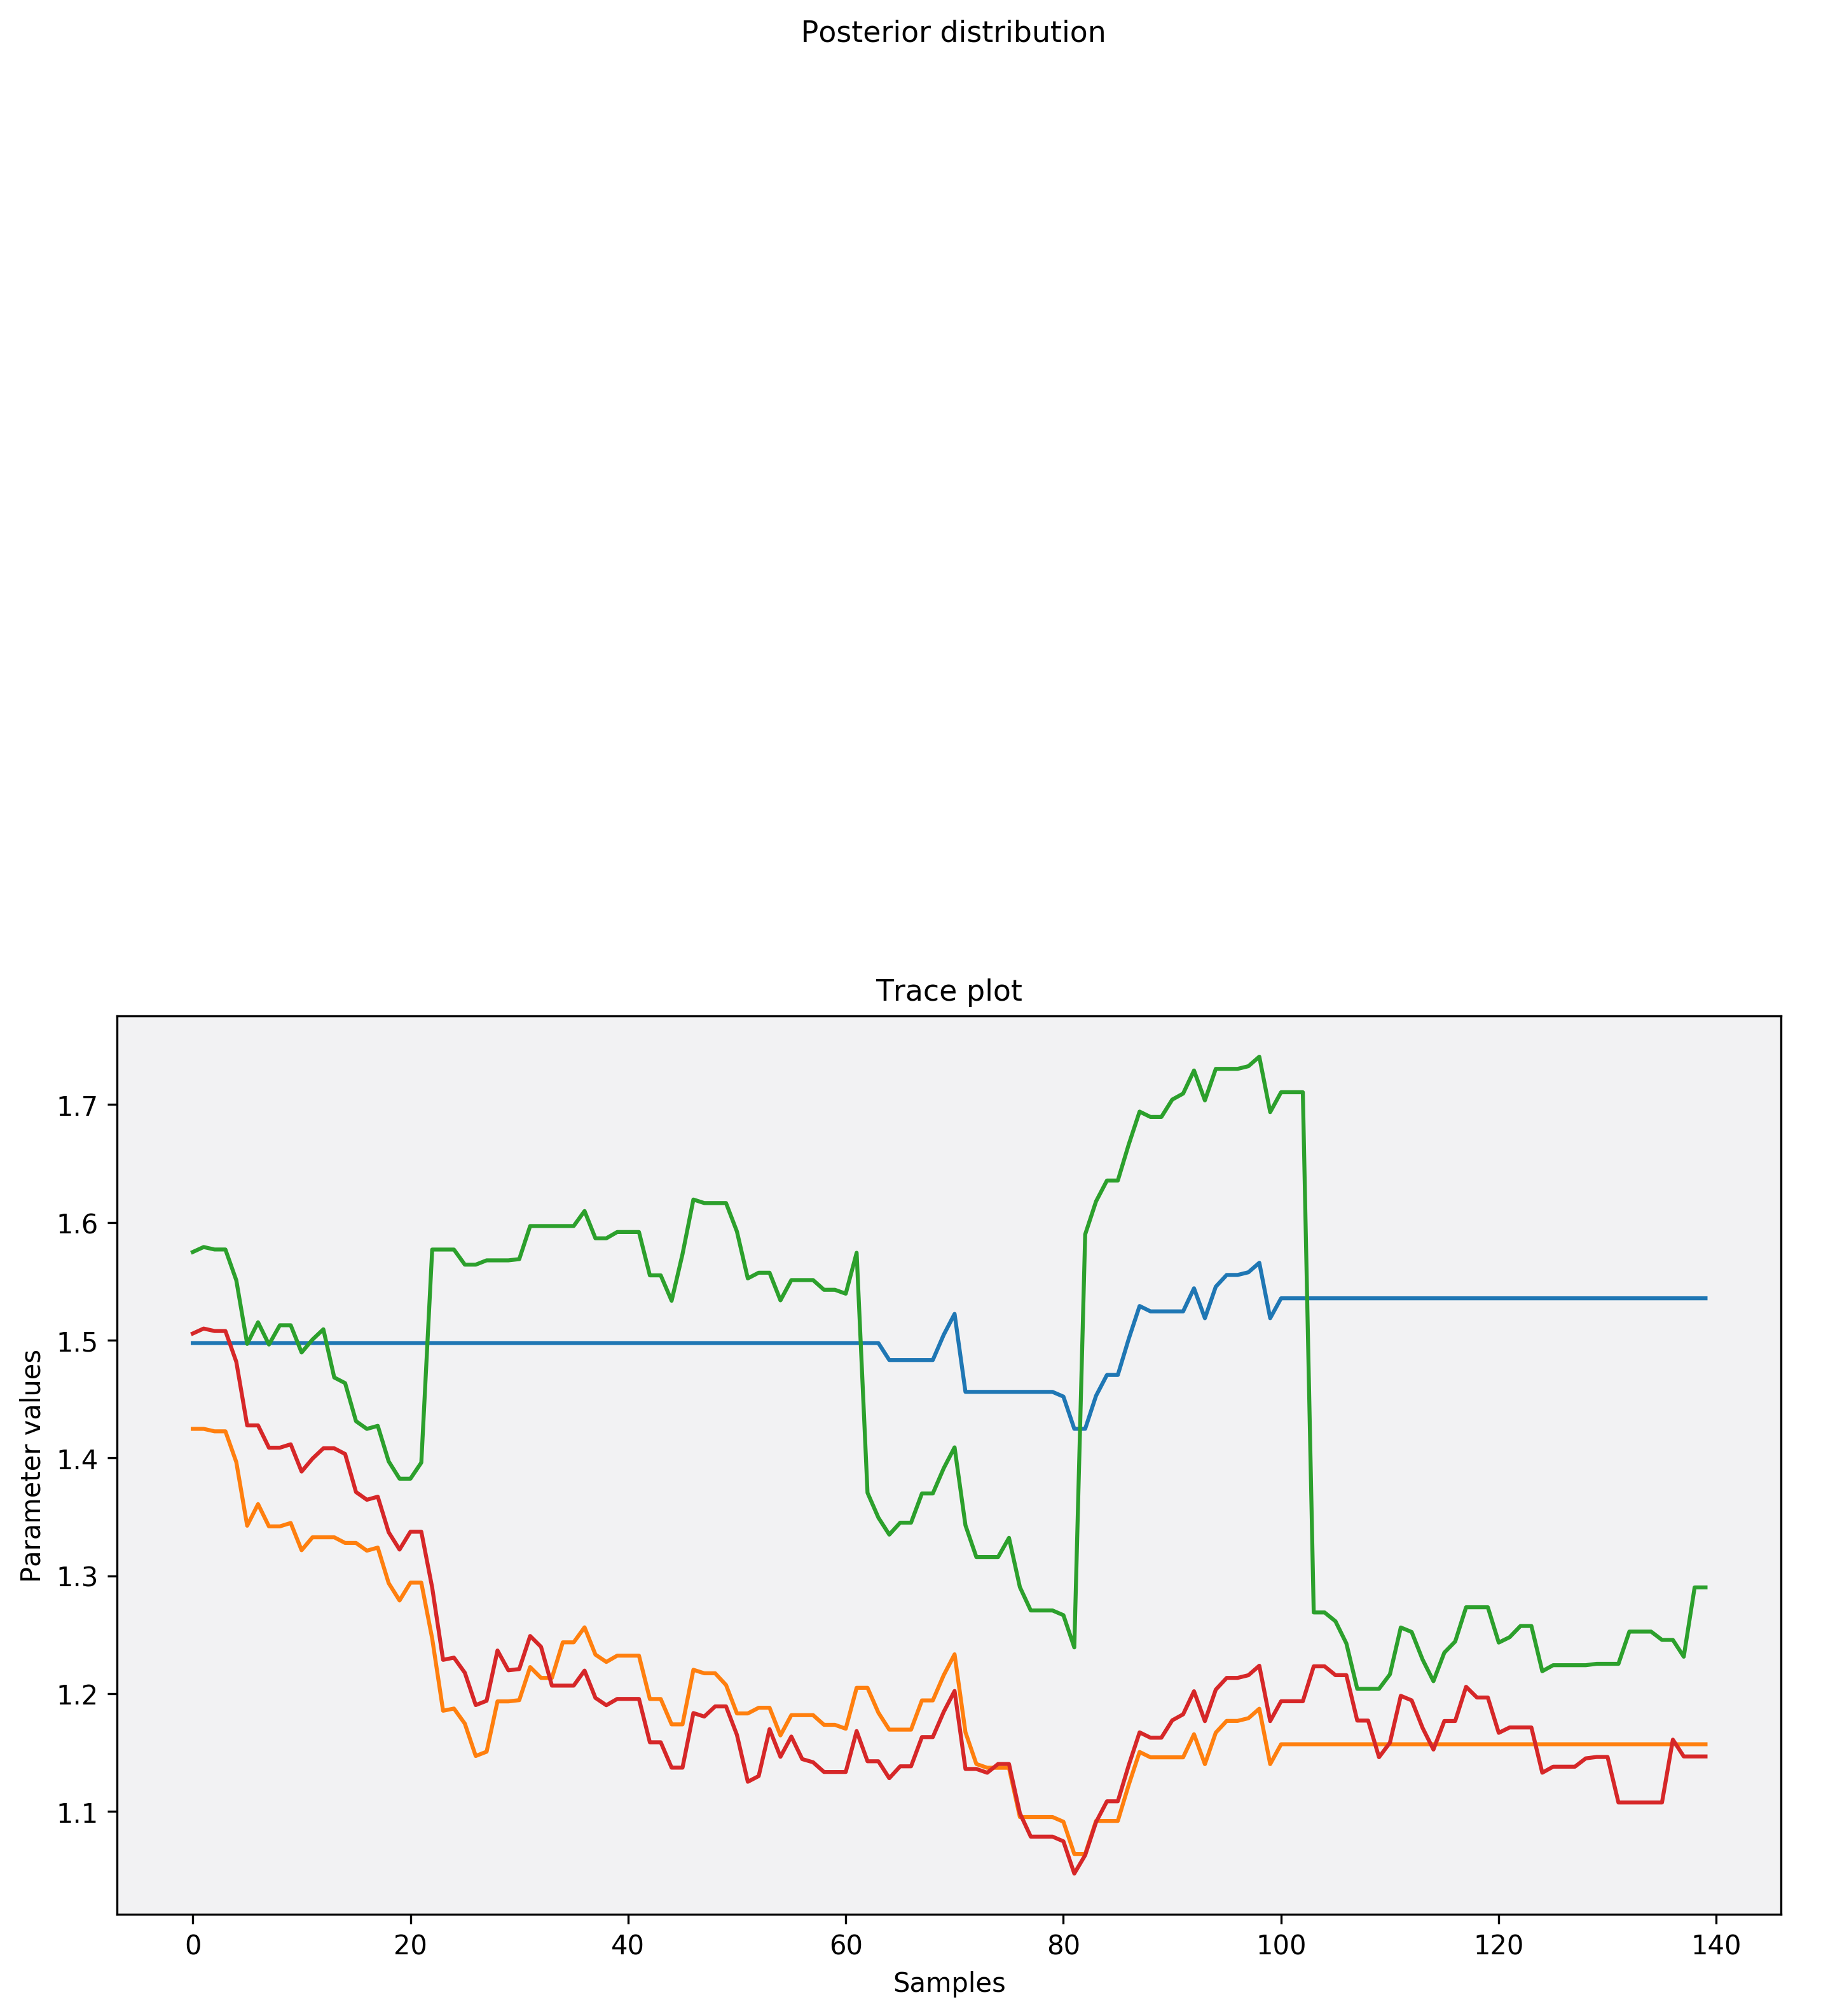 Posterior distribution
Trace plot
Parameter values
1.7
1.6
1.5
1.4
1.3
1.2
1.1
0 20 40 60 80 100 120 140
Samples